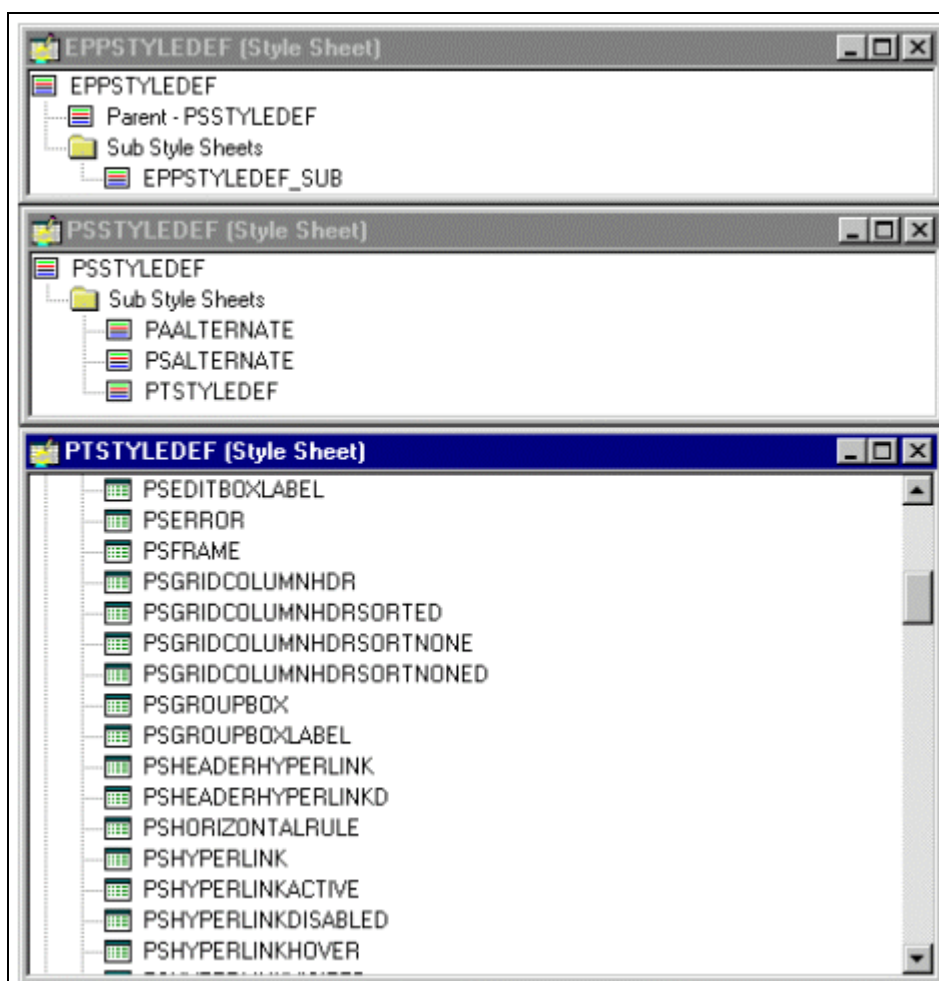 EPPSTYLEDEF (Style Sheet)
EPPSTYLEDEF
Parent - PSSTYLEDEF
Sub Style Sheets
EPPSTYLEDEF_SUB
PSSTYLEDEF (Style Sheet)
PSSTYLEDEF
Sub Style Sheets
PAALTERNATE
PSALTERNATE
PTSTYLEDEF
PTSTYLEDEF (Style Sheet)
PSEDITBOXLABEL
PSERROR
PSFRAME
PSGRIDCOLUMNHDR
PSGRIDCOLUMNHDRSORTED
PSGRIDCOLUMNHDRSORTNONE
PSGRIDCOLUMNHDRSORTNONED
PSGROUPBOX
PSGROUPBOXLABEL
PSHEADERHYPERLINK
PSHEADERHYPERLINKD
PSHORIZONTALRULE
PSHYPERLINK
PSHYPERLINKACTIVE
PSHYPERLINKDISABLED
PSHYPERLINKHOVER